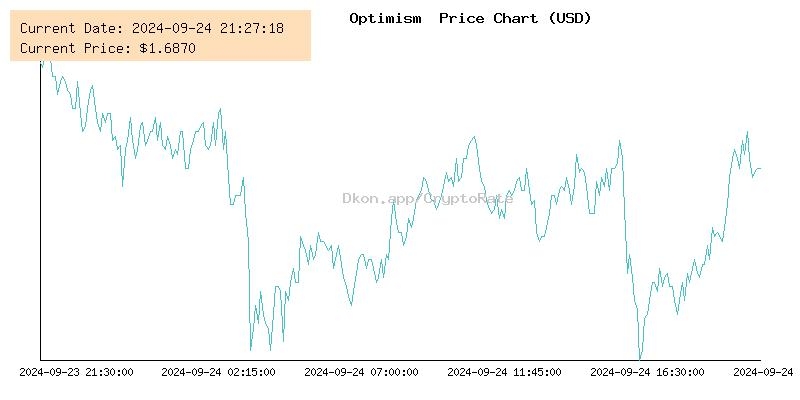 Optimism Price Chart (USD)
Current Date: 2024-09-24 21:27:18
Current Price: $1.6870
Dkon.app/CryptoRate
2024-09-23 21:30:00 2024-09-24 02:15:00 2024-09-24 07:00:00 2024-09-24 11:45:00 2024-09-24 16:30:00 2024-09-24